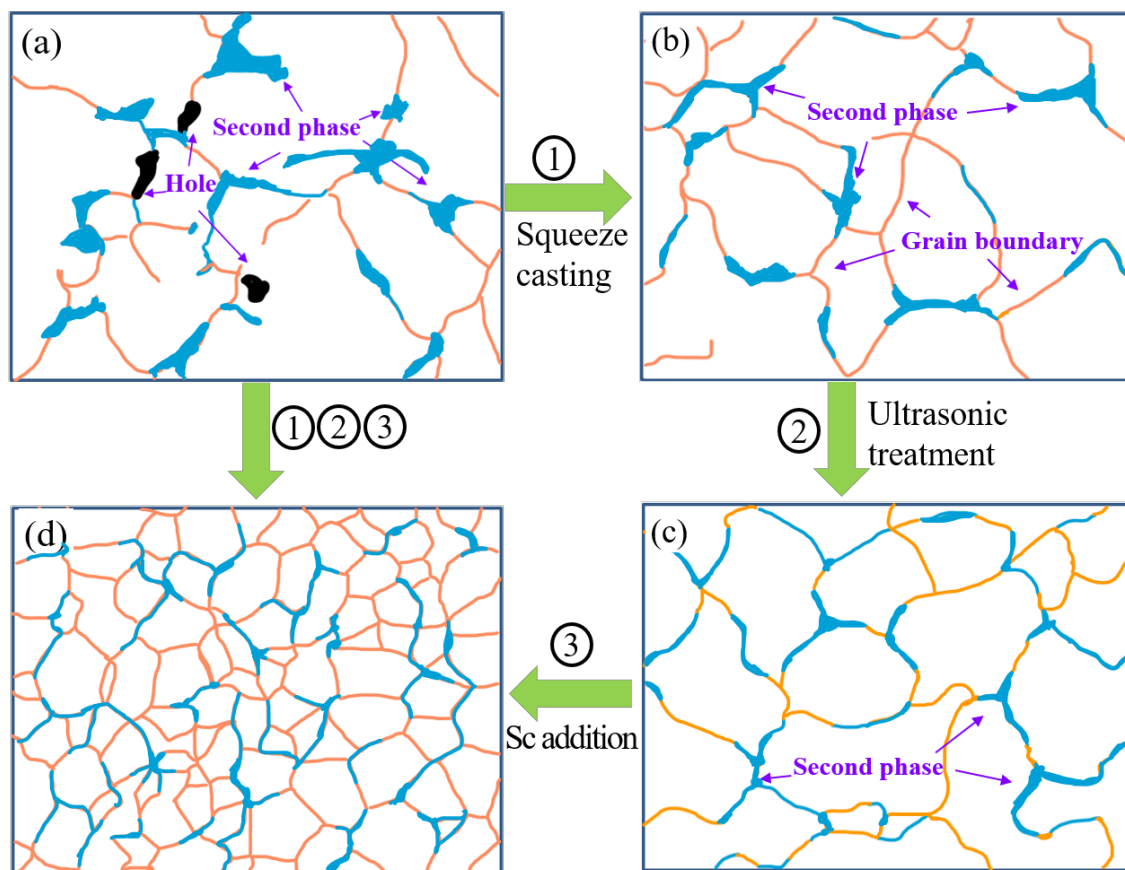 (a)
Second phase
Hole
①
Squeeze
casting
(b)
Second phase
Grain boundary
①②③
②
Ultrasonic
treatment
(d)
③
Sc addition
(c)
Second phase